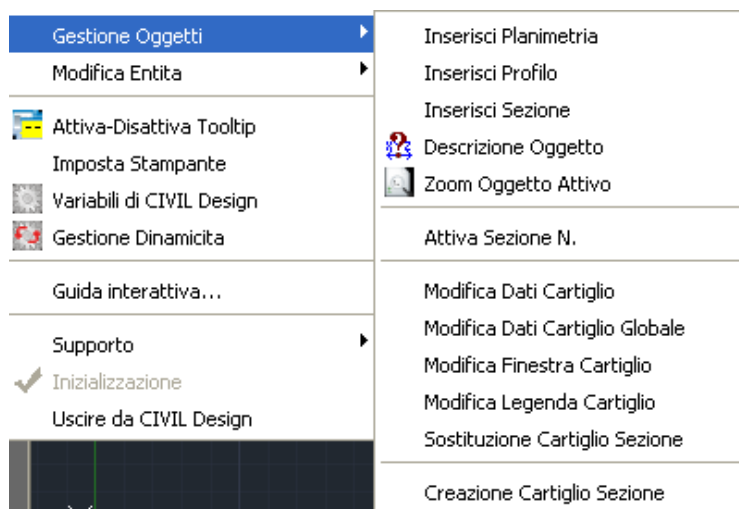 Gestione Oggetti
Modifica Entita
Attiva-Disattiva Tooltip
Imposta Stampante
Variabili di CIVIL Design
Gestione Dinamicita
Guida interattiva...
Supporto
Inizializzazione
Uscire da CIVIL Design
Inserisci Planimetria
Inserisci Profilo
Inserisci Sezione
Descrizione Oggetto
Zoom Oggetto Attivo
Attiva Sezione N.
Modifica Dati Cartiglio
Modifica Dati Cartiglio Globale
Modifica Finestra Cartiglio
Modifica Legenda Cartiglio
Sostituzione Cartiglio Sezione
Creazione Cartiglio Sezione